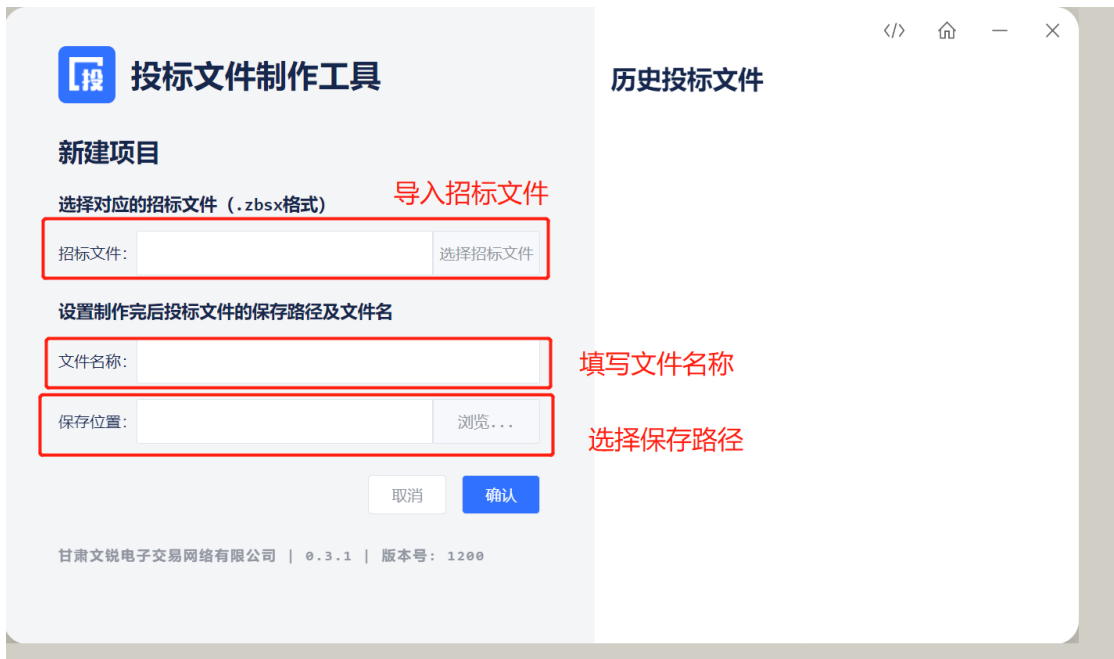 投
投标文件制作工具
新建项目
导入招标文件
选择对应的招标文件（.zbsx格式）
招标文件：
选择招标文件
设置制作完后投标文件的保存路径及文件名
文件名称：
保存位置：
浏览...
取消
确认
甘肃文锐电子交易网络有限公司 | 0.3.1 | 版本号: 1200
</> 
历史投标文件
填写文件名称
选择保存路径